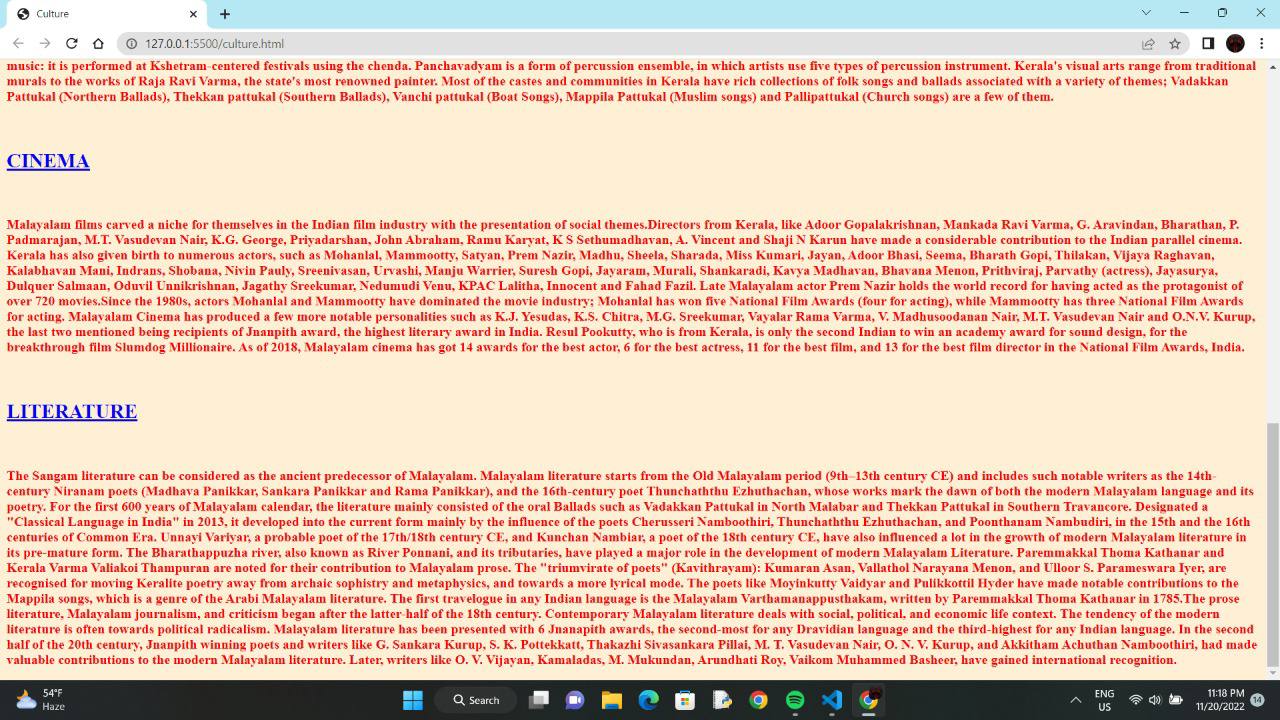 Culture
127.0.0.1:5500/culture.html
music: it is performed at Kshetram-centered festivals using the chenda. Panchavadyam is a form of percussion ensemble, in which artists use five types of percussion instrument. Kerala's visual arts range from traditional
murals to the works of Raja Ravi Varma, the state's most renowned painter. Most of the castes and communities in Kerala have rich collections of folk songs and ballads associated with a variety of themes; Vadakkan
Pattukal (Northern Ballads), Thekkan pattukal (Southern Ballads), Vanchi pattukal (Boat Songs), Mappila Pattukal (Muslim songs) and Pallipattukal (Church songs) are a few of them.
CINEMA
Malayalam films carved a niche for themselves in the Indian film industry with the presentation of social themes.Directors from Kerala, like Adoor Gopalakrishnan, Mankada Ravi Varma, G. Aravindan, Bharathan, P.
Padmarajan, M.T. Vasudevan Nair, K.G. George, Priyadarshan, John Abraham, Ramu Karyat, K S Sethumadhavan, A. Vincent and Shaji N Karun have made a considerable contribution to the Indian parallel cinema.
Kerala has also given birth to numerous actors, such as Mohanlal, Mammootty, Satyan, Prem Nazir, Madhu, Sheela, Sharada, Miss Kumari, Jayan, Adoor Bhasi, Seema, Bharath Gopi, Thilakan, Vijaya Raghavan,
Kalabhavan Mani, Indrans, Shobana, Nivin Pauly, Sreenivasan, Urvashi, Manju Warrier, Suresh Gopi, Jayaram, Murali, Shankaradi, Kavya Madhavan, Bhavana Menon, Prithviraj, Parvathy (actress), Jayasurya,
Dulquer Salmaan, Oduvil Unnikrishnan, Jagathy Sreekumar, Nedumudi Venu, KPAC Lalitha, Innocent and Fahad Fazil. Late Malayalam actor Prem Nazir holds the world record for having acted as the protagonist of
over 720 movies.Since the 1980s, actors Mohanlal and Mammootty have dominated the movie industry; Mohanlal has won five National Film Awards (four for acting), while Mammootty has three National Film Awards
for acting. Malayalam Cinema has produced a few more notable personalities such as K.J. Yesudas, K.S. Chitra, M.G. Sreekumar, Vayalar Rama Varma, V. Madhusoodanan Nair, M.T. Vasudevan Nair and O.N.V. Kurup,
the last two mentioned being recipients of Jnanpith award, the highest literary award in India. Resul Pookutty, who is from Kerala, is only the second Indian to win an academy award for sound design, for the
breakthrough film Slumdog Millionaire. As of 2018, Malayalam cinema has got 14 awards for the best actor, 6 for the best actress, 11 for the best film, and 13 for the best film director in the National Film Awards, India.
LITERATURE
The Sangam literature can be considered as the ancient predecessor of Malayalam. Malayalam literature starts from the Old Malayalam period (9th–13th century CE) and includes such notable writers as the 14th-
century Niranam poets (Madhava Panikkar, Sankara Panikkar and Rama Panikkar), and the 16th-century poet Thunchaththu Ezhuthachan, whose works mark the dawn of both the modern Malayalam language and its
poetry. For the first 600 years of Malayalam calendar, the literature mainly consisted of the oral Ballads such as Vadakkan Pattukal in North Malabar and Thekkan Pattukal in Southern Travancore. Designated a
"Classical Language in India" in 2013, it developed into the current form mainly by the influence of the poets Cherusseri Namboothiri, Thunchaththu Ezhuthachan, and Poonthanam Nambudiri, in the 15th and the 16th
centuries of Common Era. Unnayi Variyar, a probable poet of the 17th/18th century CE, and Kunchan Nambiar, a poet of the 18th century CE, have also influenced a lot in the growth of modern Malayalam literature in
its pre-mature form. The Bharathappuzha river, also known as River Ponnani, and its tributaries, have played a major role in the development of modern Malayalam Literature. Paremmakkal Thoma Kathanar and
Kerala Varma Valiakoi Thampuran are noted for their contribution to Malayalam prose. The "triumvirate of poets" (Kavithrayam): Kumaran Asan, Vallathol Narayana Menon, and Ulloor S. Parameswara Iyer, are
recognised for moving Keralite poetry away from archaic sophistry and metaphysics, and towards a more lyrical mode. The poets like Moyinkutty Vaidyar and Pulikkottil Hyder have made notable contributions to the
Mappila songs, which is a genre of the Arabi Malayalam literature. The first travelogue in any Indian language is the Malayalam Varthamanappusthakam, written by Paremmakkal Thoma Kathanar in 1785.The prose
literature, Malayalam journalism, and criticism began after the latter-half of the 18th century. Contemporary Malayalam literature deals with social, political, and economic life context. The tendency of the modern
literature is often towards political radicalism. Malayalam literature has been presented with 6 Jnanapith awards, the second-most for any Dravidian language and the third-highest for any Indian language. In the second
half of the 20th century, Jnanpith winning poets and writers like G. Sankara Kurup, S. K. Pottekkatt, Thakazhi Sivasankara Pillai, M. T. Vasudevan Nair, O. N. V. Kurup, and Akkitham Achuthan Namboothiri, had made
valuable contributions to the modern Malayalam literature. Later, writers like O. V. Vijayan, Kamaladas, M. Mukundan, Arundhati Roy, Vaikom Muhammed Basheer, have gained international recognition.
54°F
Haze
Search
ENG
US
11:18 PM
11/20/2022
14